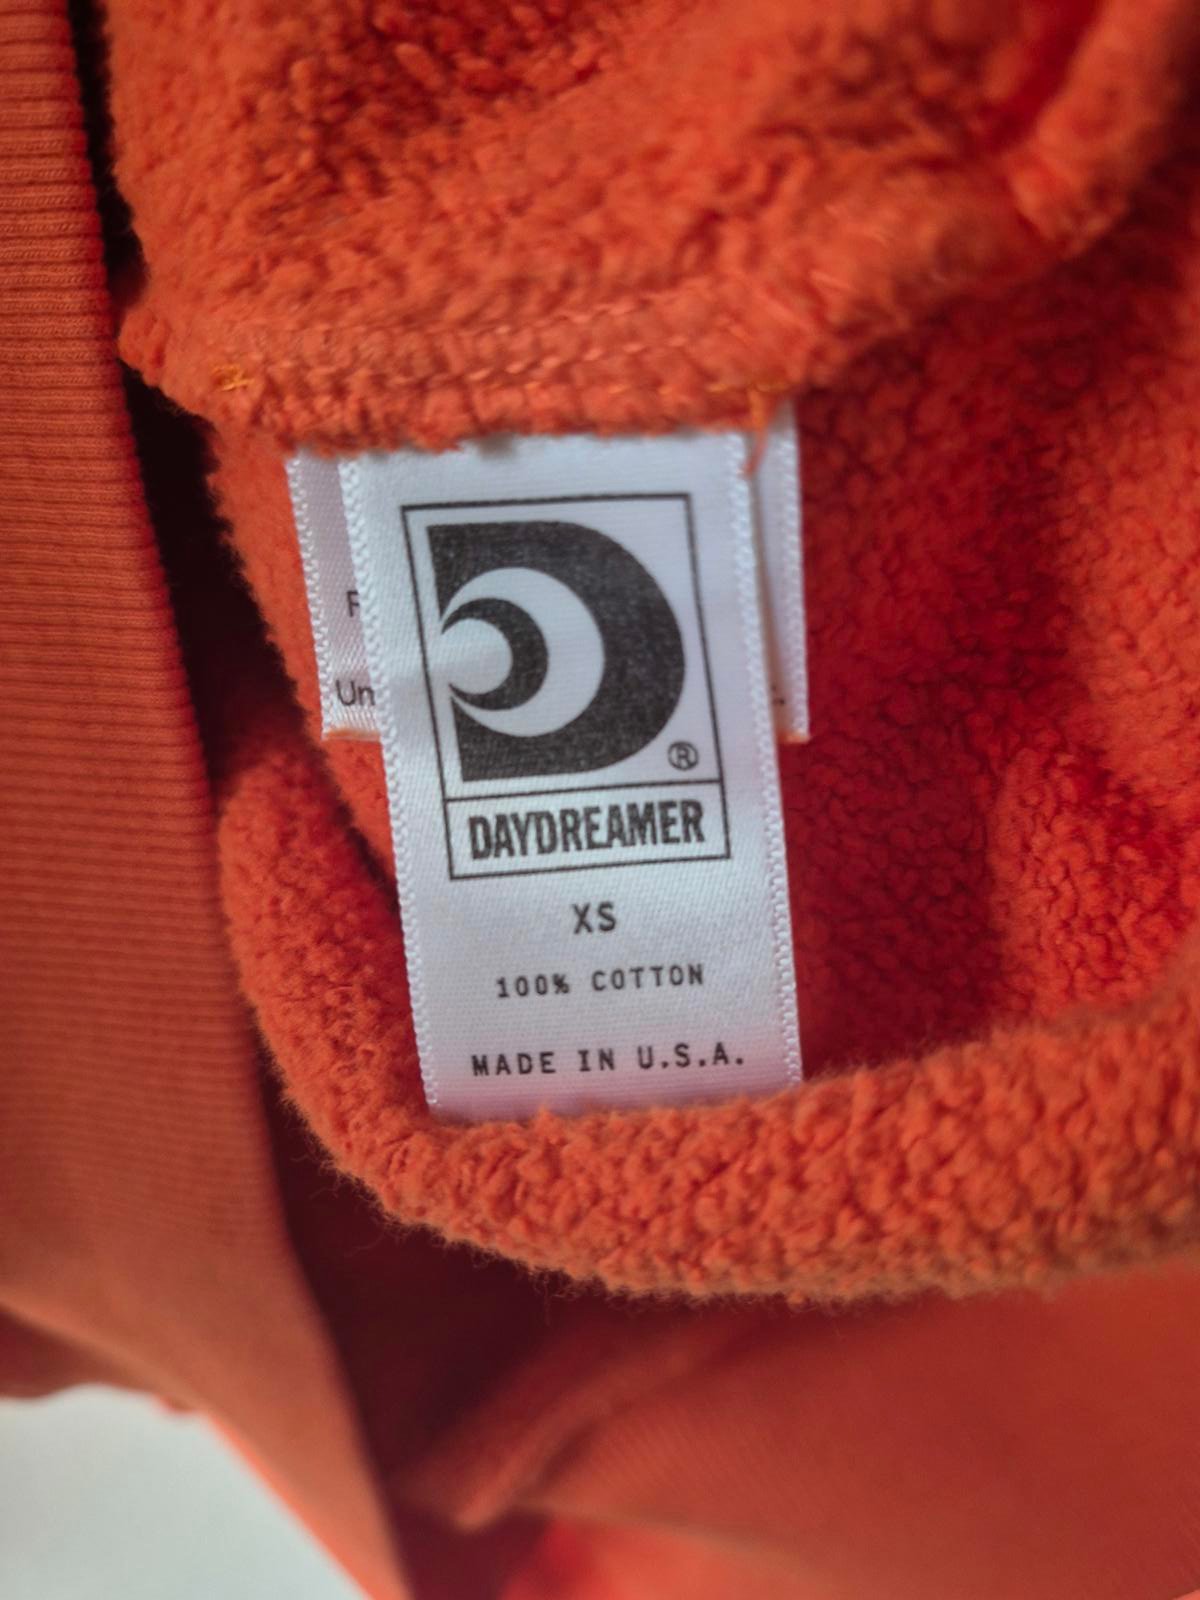 ®
DAYDREAMER
XS
100% COTTON
MADE IN U.S.A.